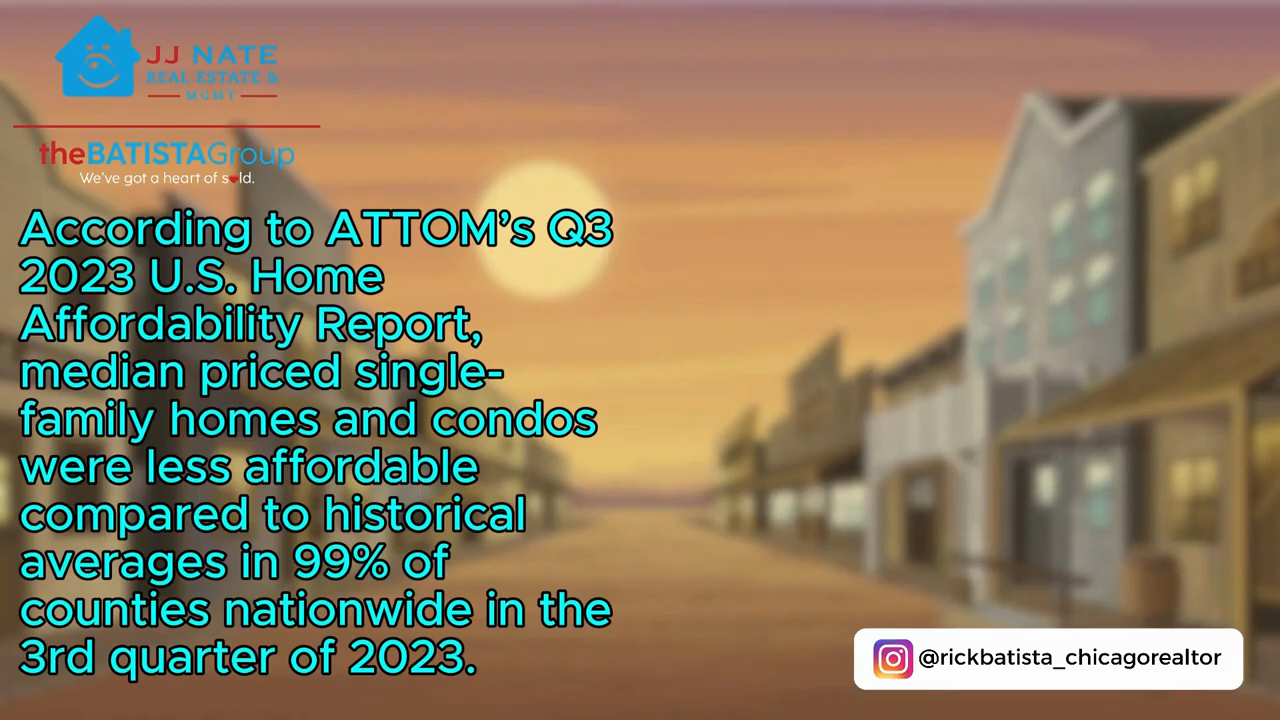 JJ NATE
REAL ESTATE &
MGMT
theBATISTAGroup
We've got a heart of sold.
According to ATTOM's Q3
2023 U.S. Home
Affordability Report,
median priced single-
family homes and condos
were less affordable
compared to historical
averages in 99% of
counties nationwide in the
3rd quarter of 2023.
@rickbatista_chicagorealtor